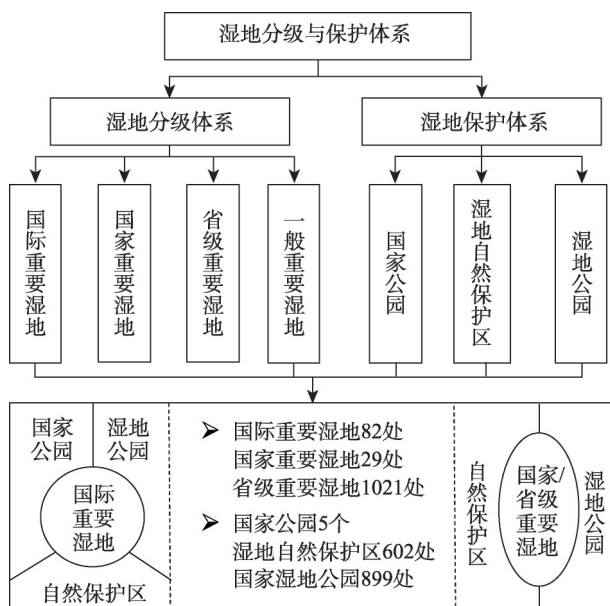 湿地分级与保护体系
湿地分级体系
湿地保护体系
国际重要湿地
国家重要湿地
省级重要湿地
一般重要湿地
国家公园
湿地自然保护区
湿地公园
国家
公园
湿地
公园
国际
重要
湿地
自然保护区
➢ 国际重要湿地82处
国家重要湿地29处
省级重要湿地1021处
➢ 国家公园5个
湿地自然保护区602处
国家湿地公园899处
自然保护区
国家/
省级
重要
湿地
湿地公园